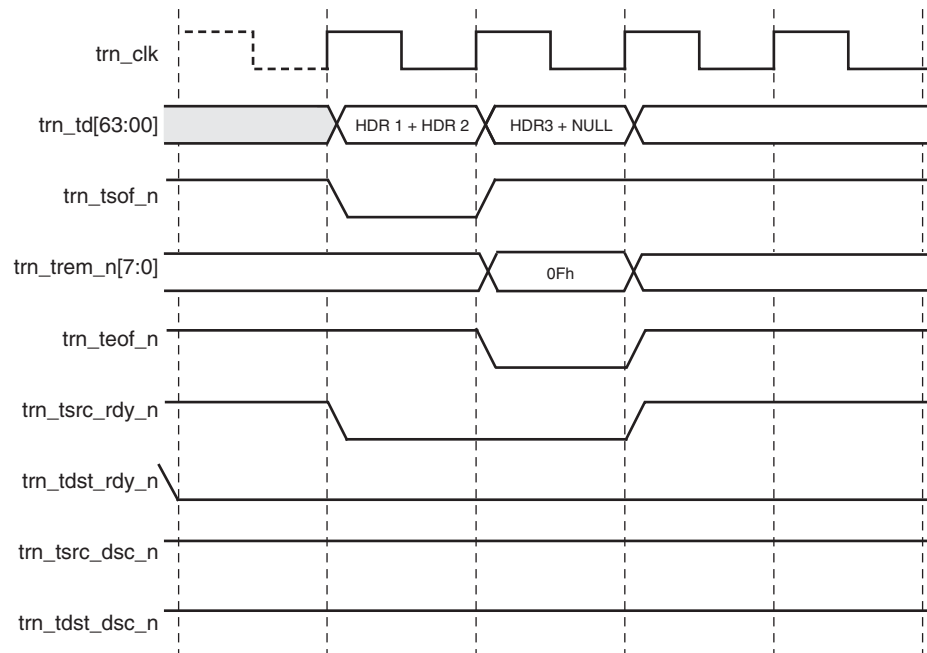 trn_clk
trn_td[63:00]
HDR 1 + HDR 2
HDR3 + NULL
trn_tsof_n
trn_trem_n[7:0]
0Fh
trn_teof_n
trn_tsrc_rdy_n
trn_tdst_rdy_n
trn_tsrc_dsc_n
trn_tdst_dsc_n